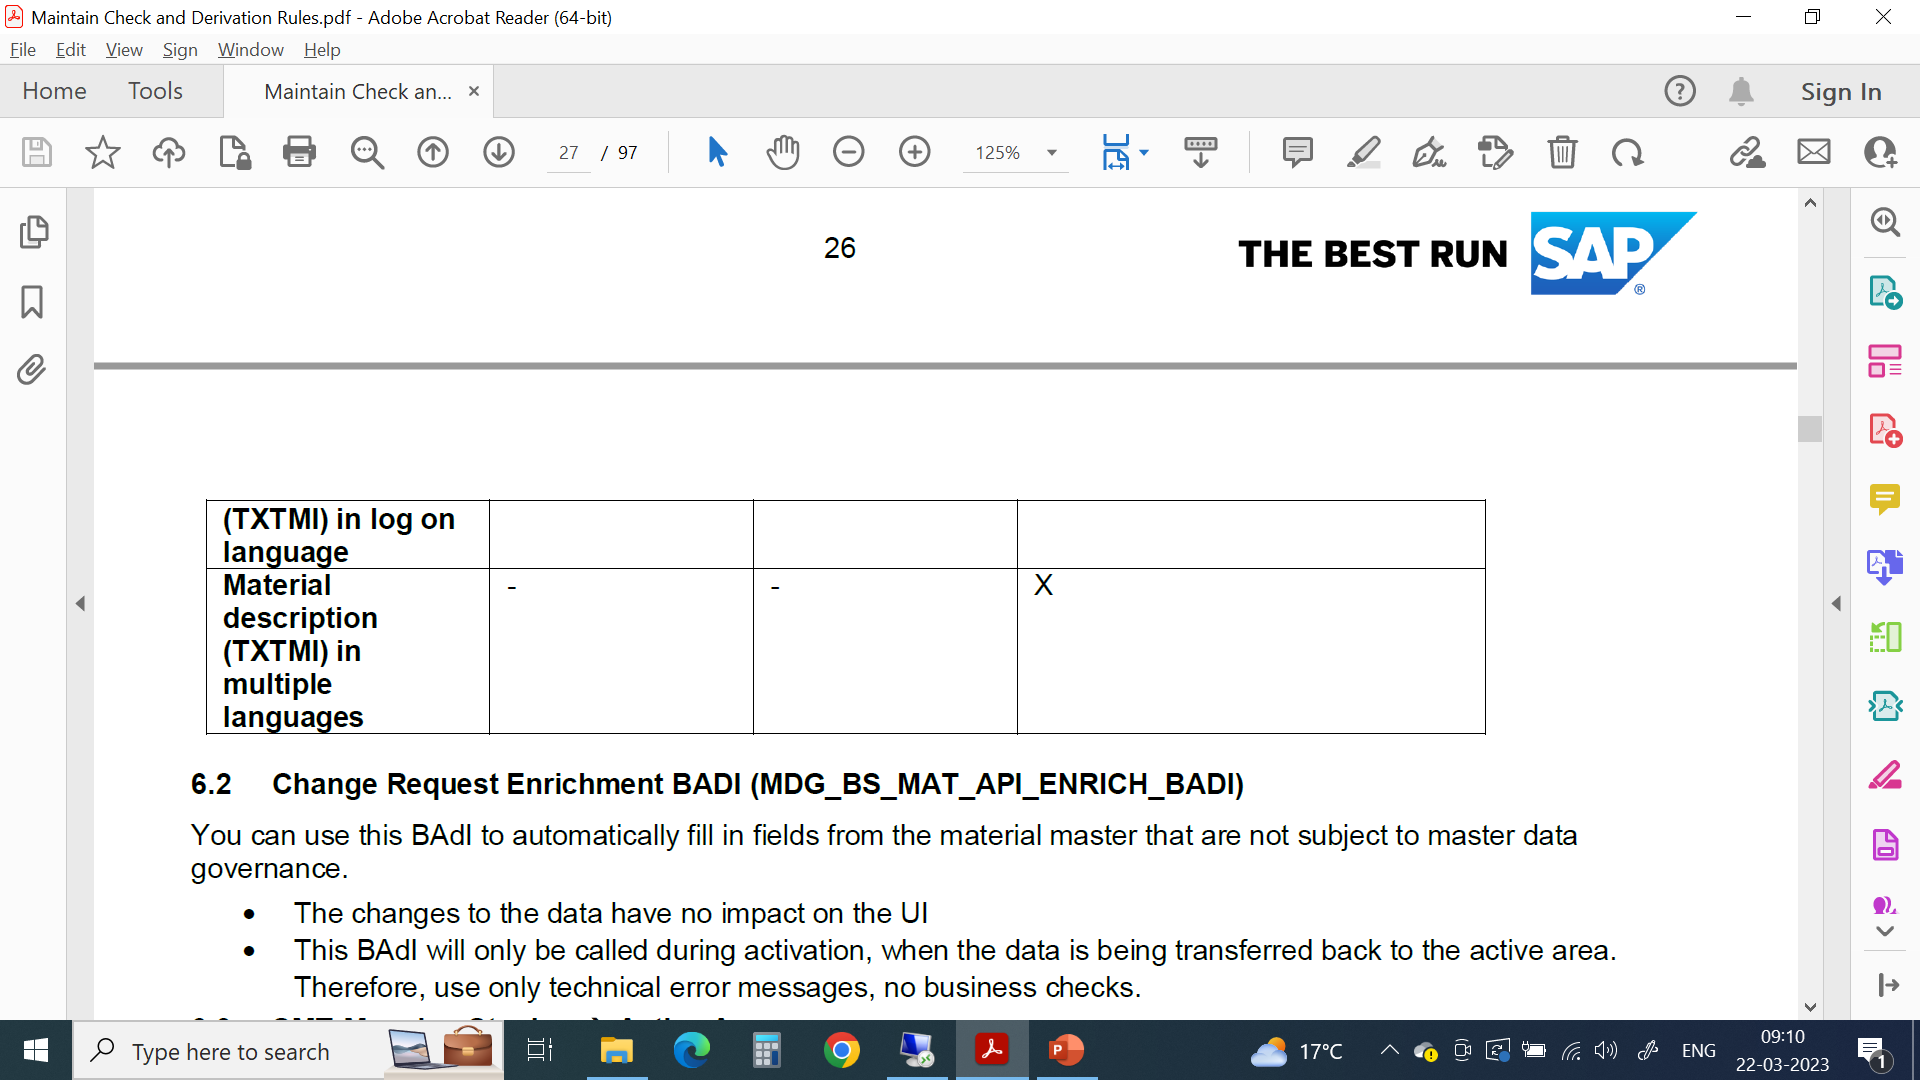 Maintain Check and Derivation Rules.pdf - Adobe Acrobat Reader (64-bit)
File Edit View Sign Window Help
Home Tools Maintain Check an... × Sign In
27 / 97 125%
26 THE BEST RUN SAP ®
(TXTMI) in log on
language
Material - - X
description
(TXTMI) in
multiple
languages
6.2 Change Request Enrichment BADI (MDG_BS_MAT_API_ENRICH_BADI)
You can use this BAdI to automatically fill in fields from the material master that are not subject to master data
governance.
• The changes to the data have no impact on the UI
• This BAdI will only be called during activation, when the data is being transferred back to the active area.
Therefore, use only technical error messages, no business checks.
Type here to search 17°C ENG 09:10
22-03-2023 1